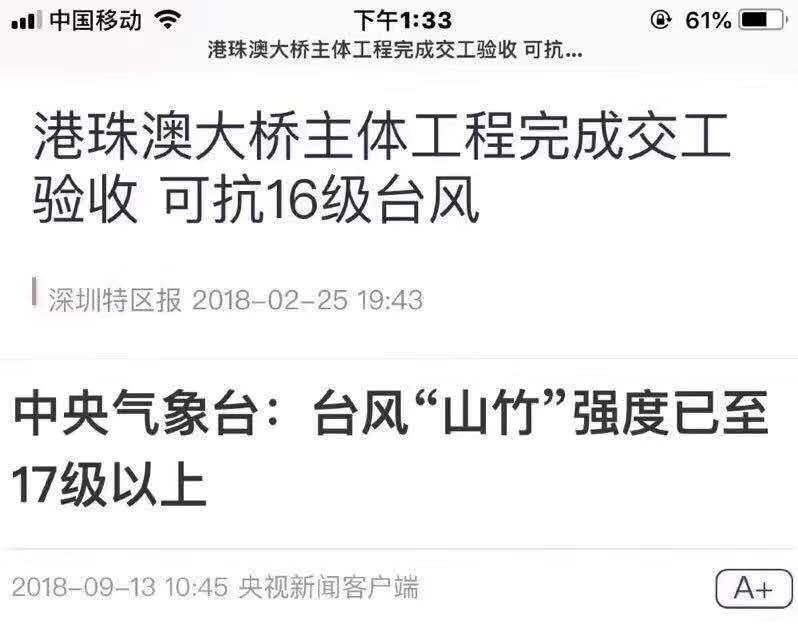 中国移动 下午1:33 61%
港珠澳大桥主体工程完成交工验收 可抗...
港珠澳大桥主体工程完成交工
验收 可抗16级台风
深圳特区报 2018-02-25 19:43
中央气象台：台风“山竹”强度已至
17级以上
2018-09-13 10:45 央视新闻客户端 A+